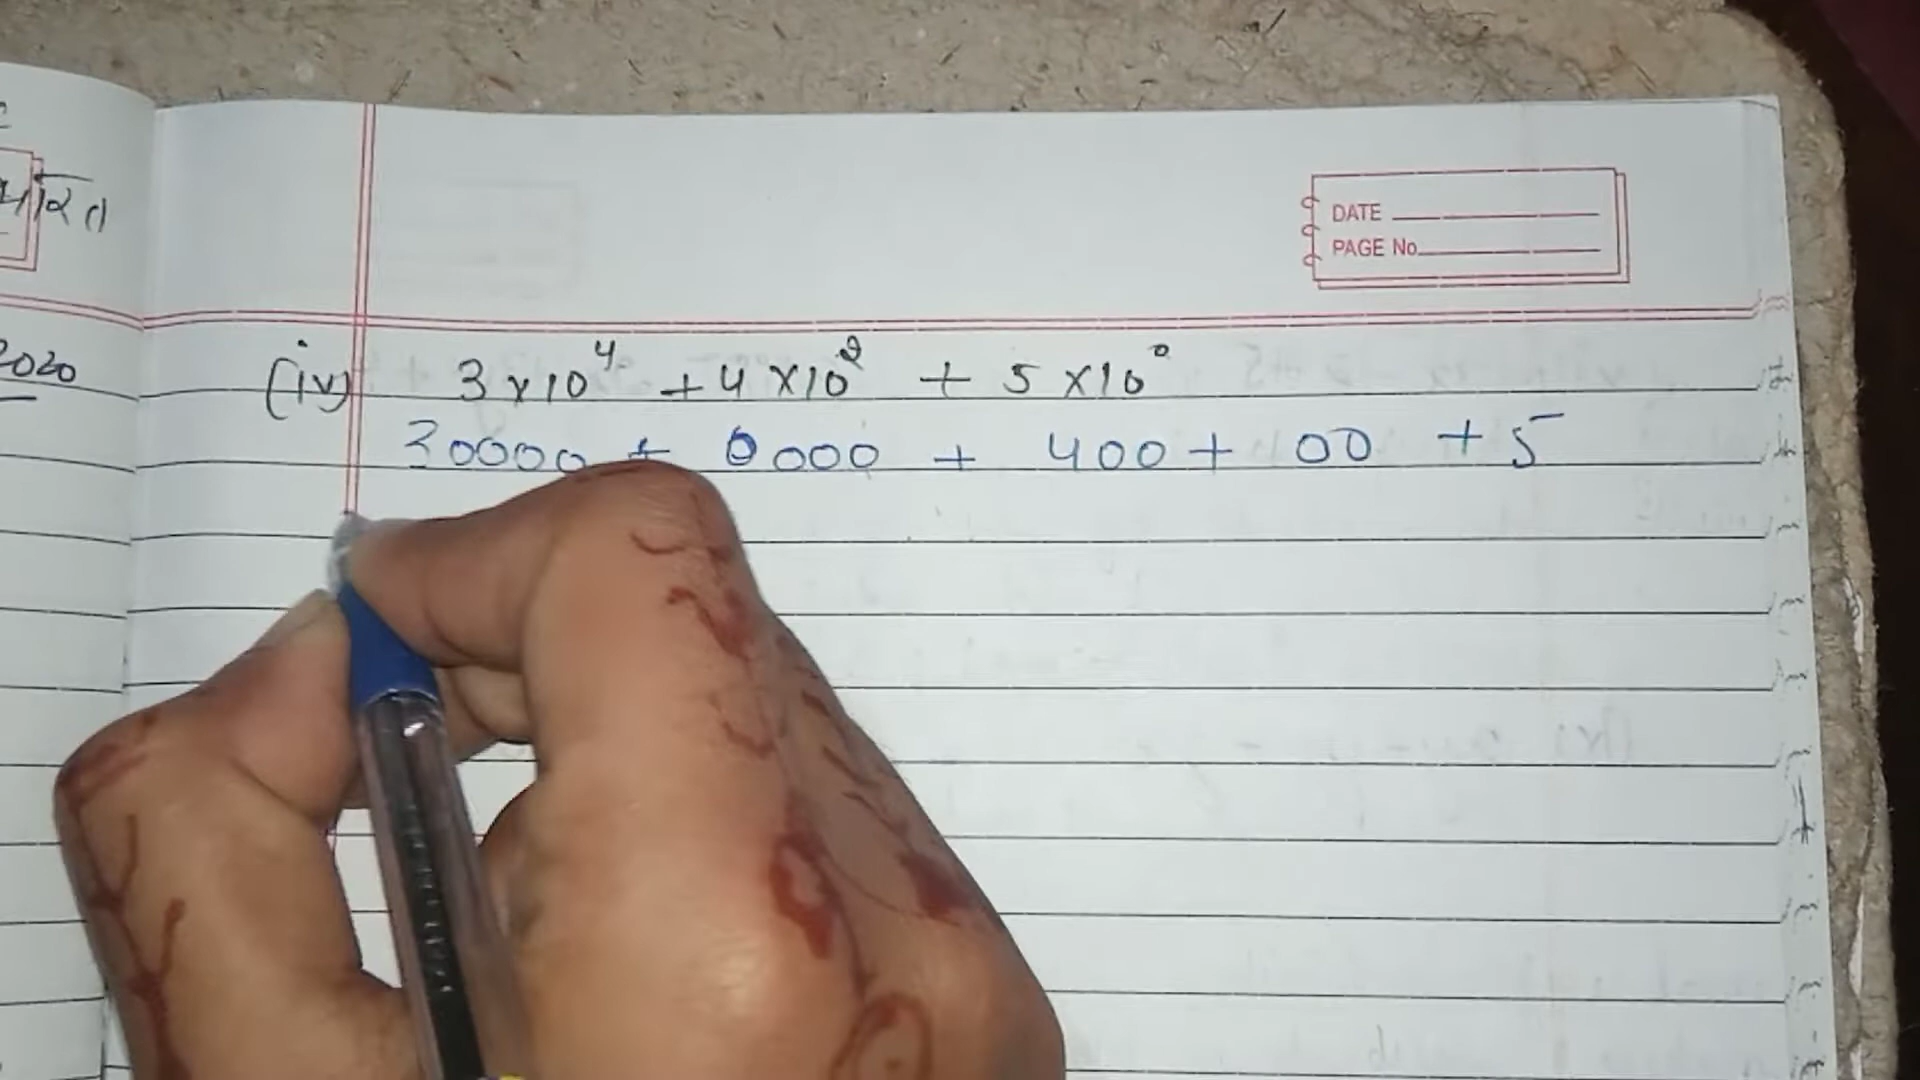 DATE
PAGE No.
2020
(iv) 3×10⁴ + 4×10² + 5×10⁰
30000 + 0000 + 400 + 00 + 5